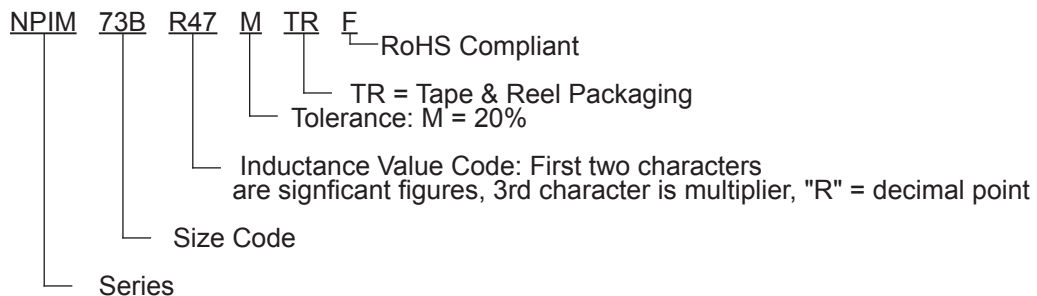 NPIM 73B R47 M TR F
RoHS Compliant
TR = Tape & Reel Packaging
Tolerance: M = 20%
Inductance Value Code: First two characters
are signficant figures, 3rd character is multiplier, "R" = decimal point
Size Code
Series